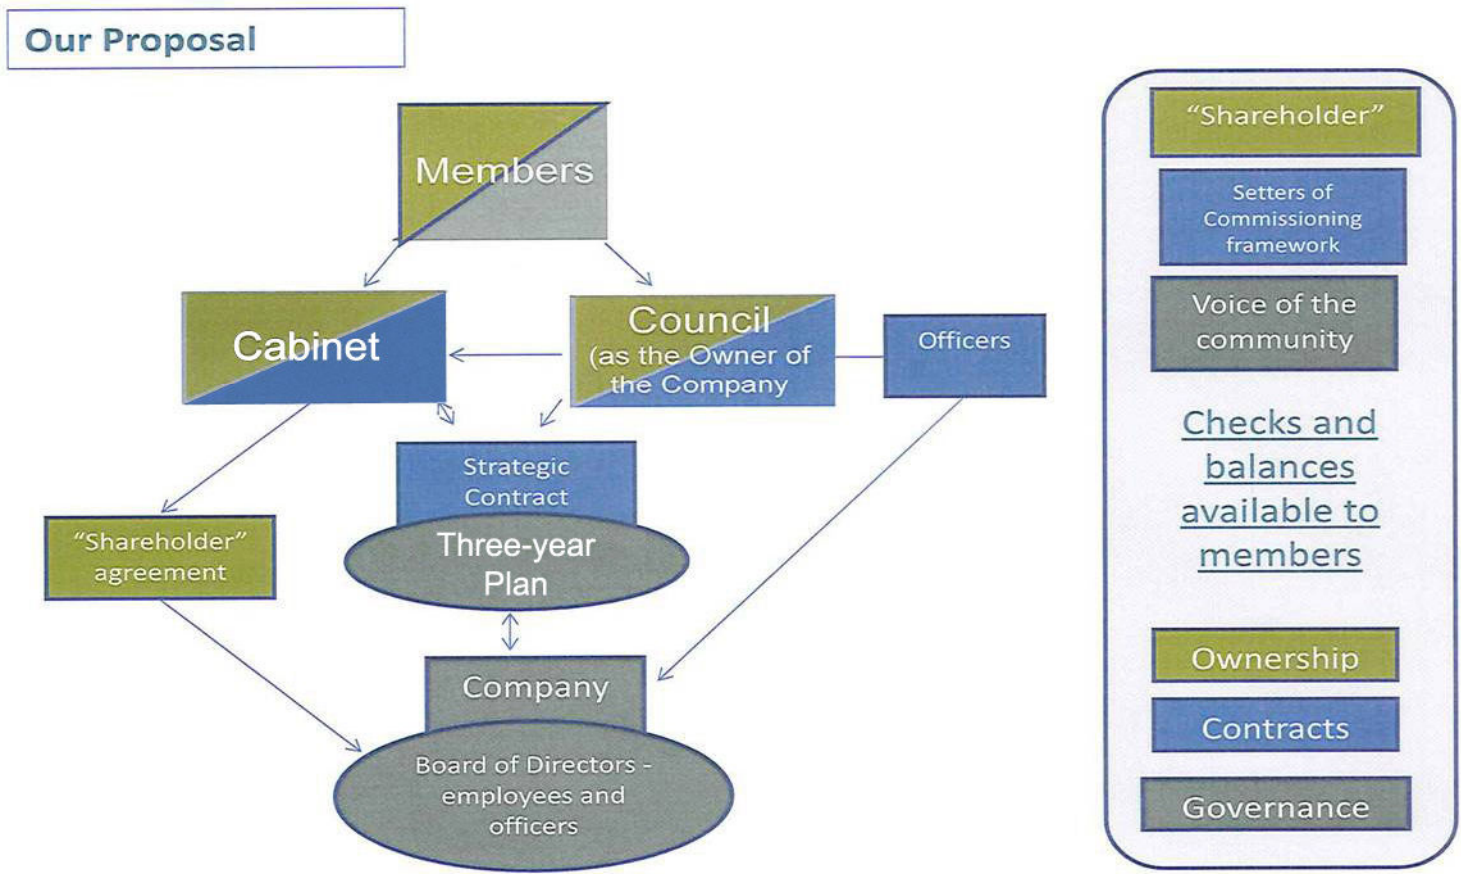 Our Proposal
Members
Cabinet
Council
(as the Owner of
the Company
Officers
Strategic
Contract
Three-year
Plan
"Shareholder"
agreement
Company
Board of Directors -
employees and
officers
"Shareholder"
Setters of
Commissioning
framework
Voice of the
community
Checks and
balances
available to
members
Ownership
Contracts
Governance